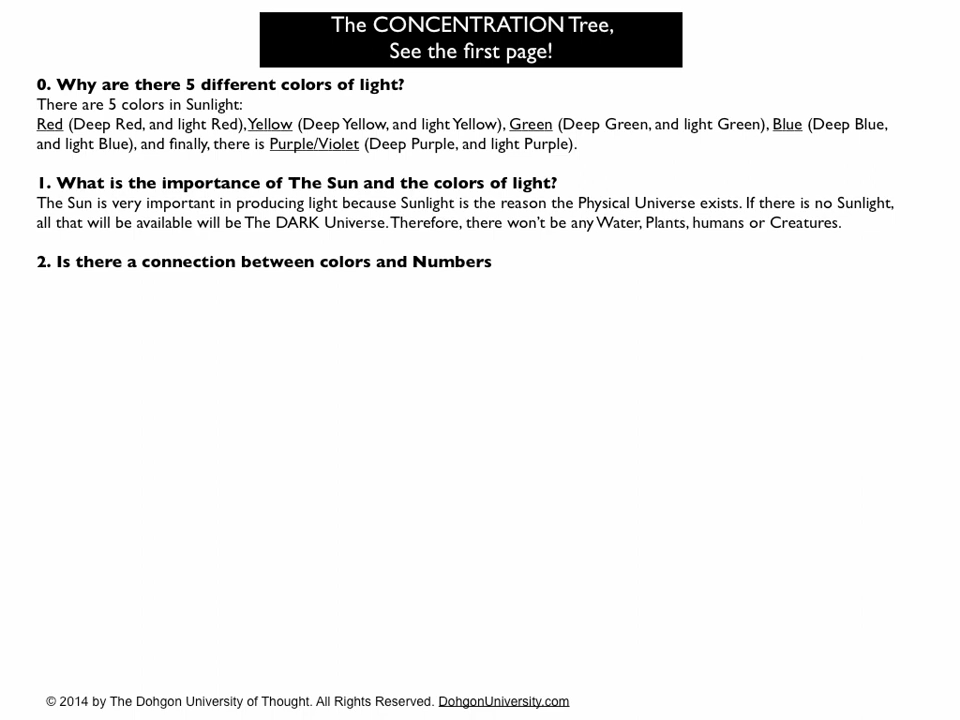 The CONCENTRATION Tree,
See the first page!
0. Why are there 5 different colors of light?
There are 5 colors in Sunlight:
Red (Deep Red, and light Red), Yellow (Deep Yellow, and light Yellow), Green (Deep Green, and light Green), Blue (Deep Blue,
and light Blue), and finally, there is Purple/Violet (Deep Purple, and light Purple).
1. What is the importance of The Sun and the colors of light?
The Sun is very important in producing light because Sunlight is the reason the Physical Universe exists. If there is no Sunlight,
all that will be available will be The DARK Universe. Therefore, there won't be any Water, Plants, humans or Creatures.
2. Is there a connection between colors and Numbers
© 2014 by The Dohgon University of Thought. All Rights Reserved. DohgonUniversity.com